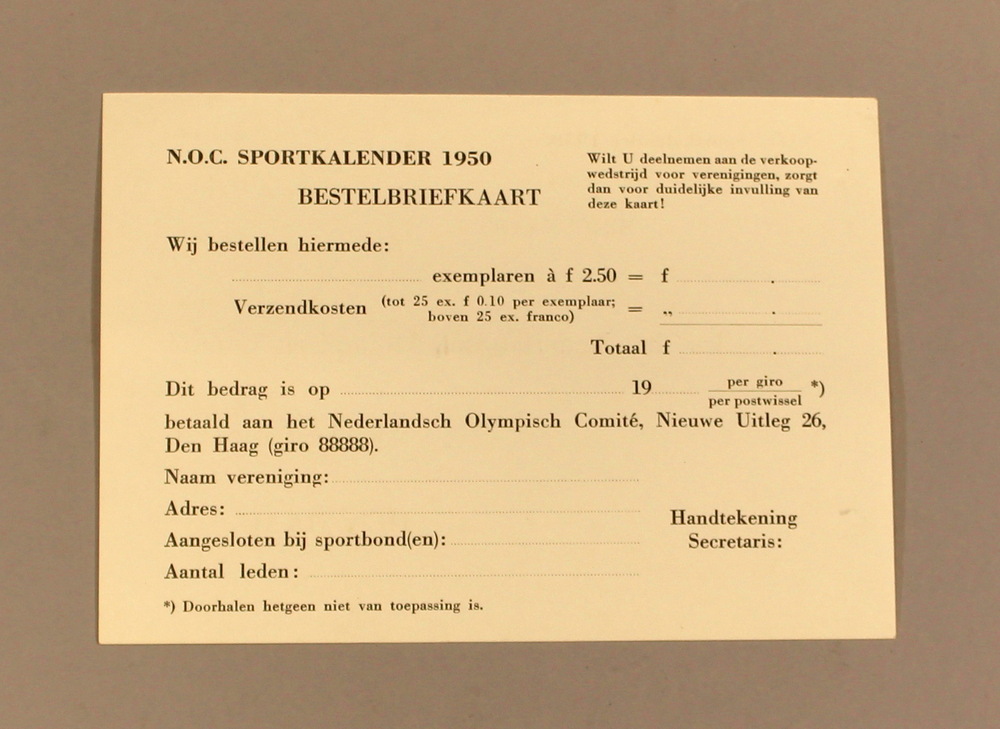 N.O.C. SPORTKALENDER 1950
BESTELBRIEFKAART
Wilt U deelnemen aan de verkoop-
wedstrijd voor verenigingen, zorgt
dan voor duidelijke invulling van
deze kaart!
Wij bestellen hiermede:
exemplaren à f 2.50 = f
Verzendkosten (tot 25 ex. f 0.10 per exemplaar;
boven 25 ex. franco) = „
Totaal f
Dit bedrag is op 19 per giro *)
per postwissel
betaald aan het Nederlandsch Olympisch Comité, Nieuwe Uitleg 26,
Den Haag (giro 88888).
Naam vereniging:
Adres:
Aangesloten bij sportbond(en):
Aantal leden:
Handtekening
Secretaris:
*) Doorhalen hetgeen niet van toepassing is.